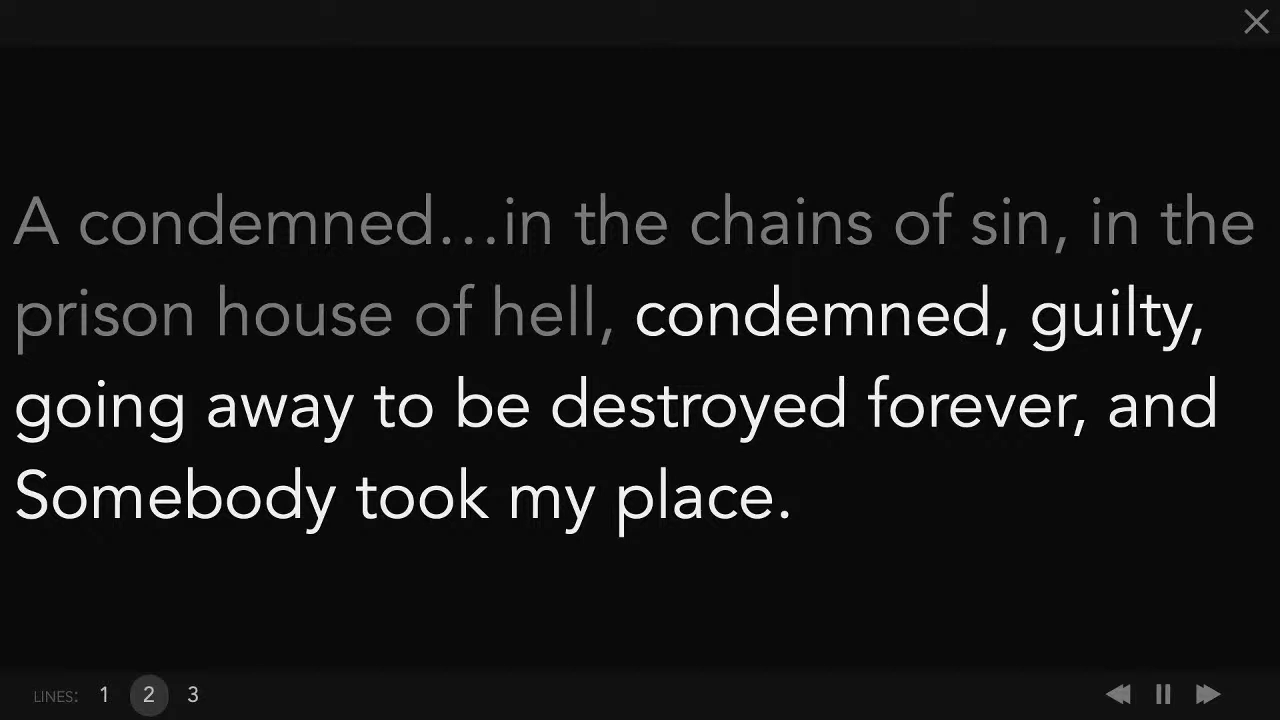 A condemned...in the chains of sin, in the
prison house of hell, condemned, guilty,
going away to be destroyed forever, and
Somebody took my place.
LINES: 1 2 3